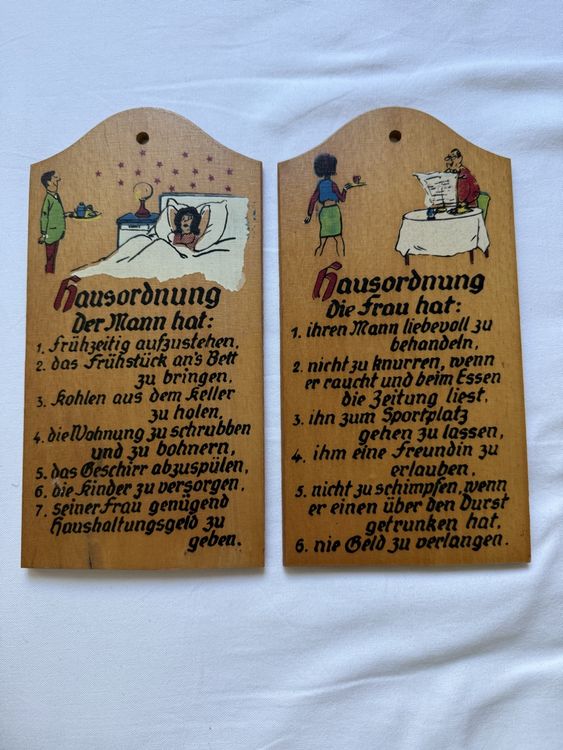 Hausordnung
Der Mann hat:
1. Frühzeitig aufzustehen,
2. das Frühstück an's Bett
zu bringen,
3. Kohlen aus dem Keller
zu holen,
4. die Wohnung zu schrubben
und zu bohnern,
5. das Geschirr abzuspülen,
6. die Kinder zu versorgen,
7. seiner Frau genügend
Haushaltungsgeld zu
geben.
Hausordnung
Die Frau hat:
1. ihren Mann liebevoll zu
behandeln,
2. nicht zu knurren, wenn
er raucht und beim Essen
die Zeitung liest,
3. ihn zum Sportplatz
gehen zu lassen,
4. ihm eine Freundin zu
erlauben,
5. nicht zu schimpfen, wenn
er einen über den Durst
getrunken hat,
6. nie Geld zu verlangen.